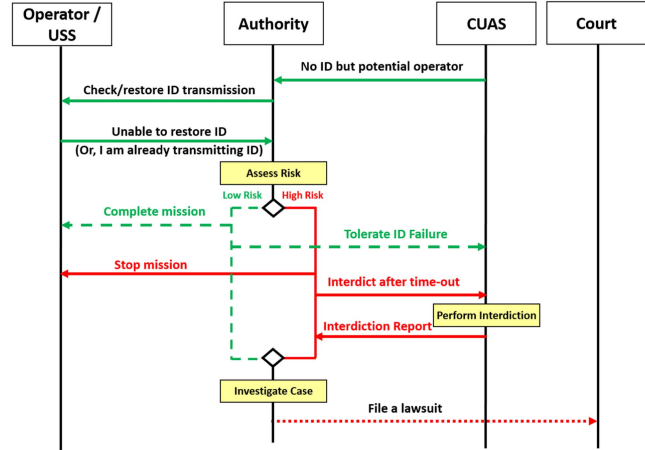 Operator /
USS
Authority
CUAS
Court
No ID but potential operator
Check/restore ID transmission
Unable to restore ID
(Or, I am already transmitting ID)
Assess Risk
Low Risk
High Risk
Complete mission
Tolerate ID Failure
Stop mission
Interdict after time-out
Perform Interdiction
Interdiction Report
Investigate Case
File a lawsuit